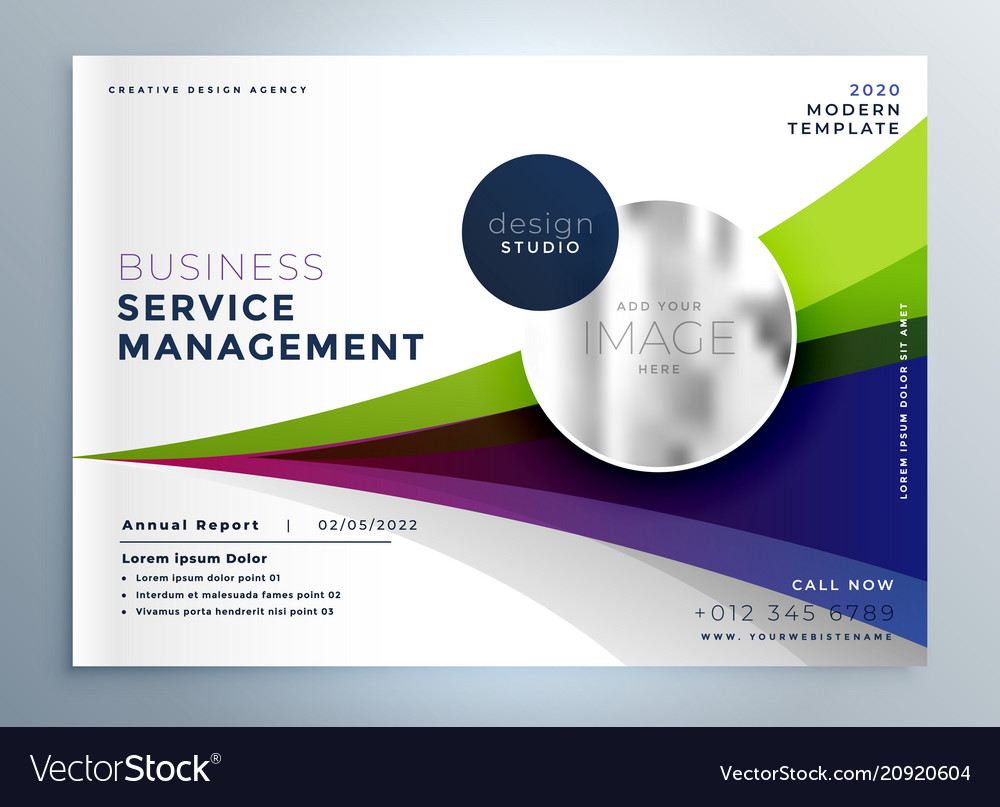 CREATIVE DESIGN AGENCY
2020
MODERN
TEMPLATE
design
STUDIO
BUSINESS
SERVICE
MANAGEMENT
ADD YOUR
IMAGE
HERE
LOREM IPSUM DOLOR SIT AMET
Annual Report | 02/05/2022
Lorem ipsum Dolor
• Lorem ipsum dolor point 01
• Interdum et malesuada fames point 02
• Vivamus porta hendrerit nisi point 03
CALL NOW
+012 345 6789
WWW. YOURWEBISTENAME
VectorStock®
VectorStock.com/20920604